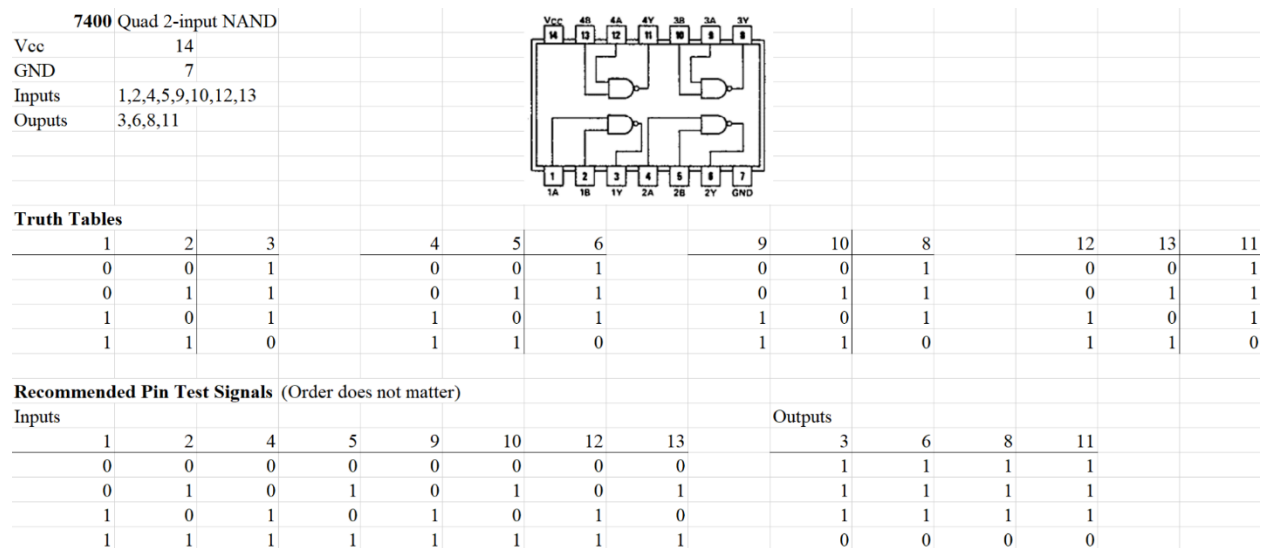 7400 Quad 2-input NAND
Vcc 14
GND 7
Inputs 1,2,4,5,9,10,12,13
Ouputs 3,6,8,11
Vcc 4B 4A 4Y 3B 3A 3Y
14 13 12 11 10 9 8
1 2 3 4 5 6 7
1A 1B 1Y 2A 2B 2Y GND
Truth Tables
1 2 3 4 5 6 9 10 8 12 13 11
0 0 1 0 0 1 0 0 1 0 0 1
0 1 1 0 1 1 0 1 1 0 1 1
1 0 1 1 0 1 1 0 1 1 0 1
1 1 0 1 1 0 1 1 0 1 1 0
Recommended Pin Test Signals (Order does not matter)
Inputs Outputs
1 2 4 5 9 10 12 13 3 6 8 11
0 0 0 0 0 0 0 0 1 1 1 1
0 1 0 1 0 1 0 1 1 1 1 1
1 0 1 0 1 0 1 0 1 1 1 1
1 1 1 1 1 1 1 1 0 0 0 0